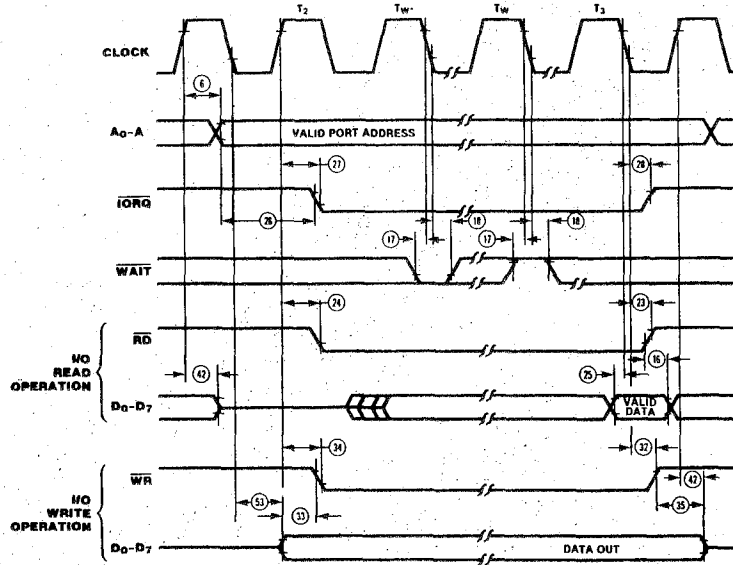 T2 TW* TW T3
CLOCK
6
A0-A VALID PORT ADDRESS
27 28
IORQ
26
18 18
17 17
WAIT
24 23
RD
I/O
READ
OPERATION
16
42 25
D0-D7 VALID
DATA
34 32
WR
I/O
WRITE
OPERATION
42
53 33 35
D0-D7 DATA OUT